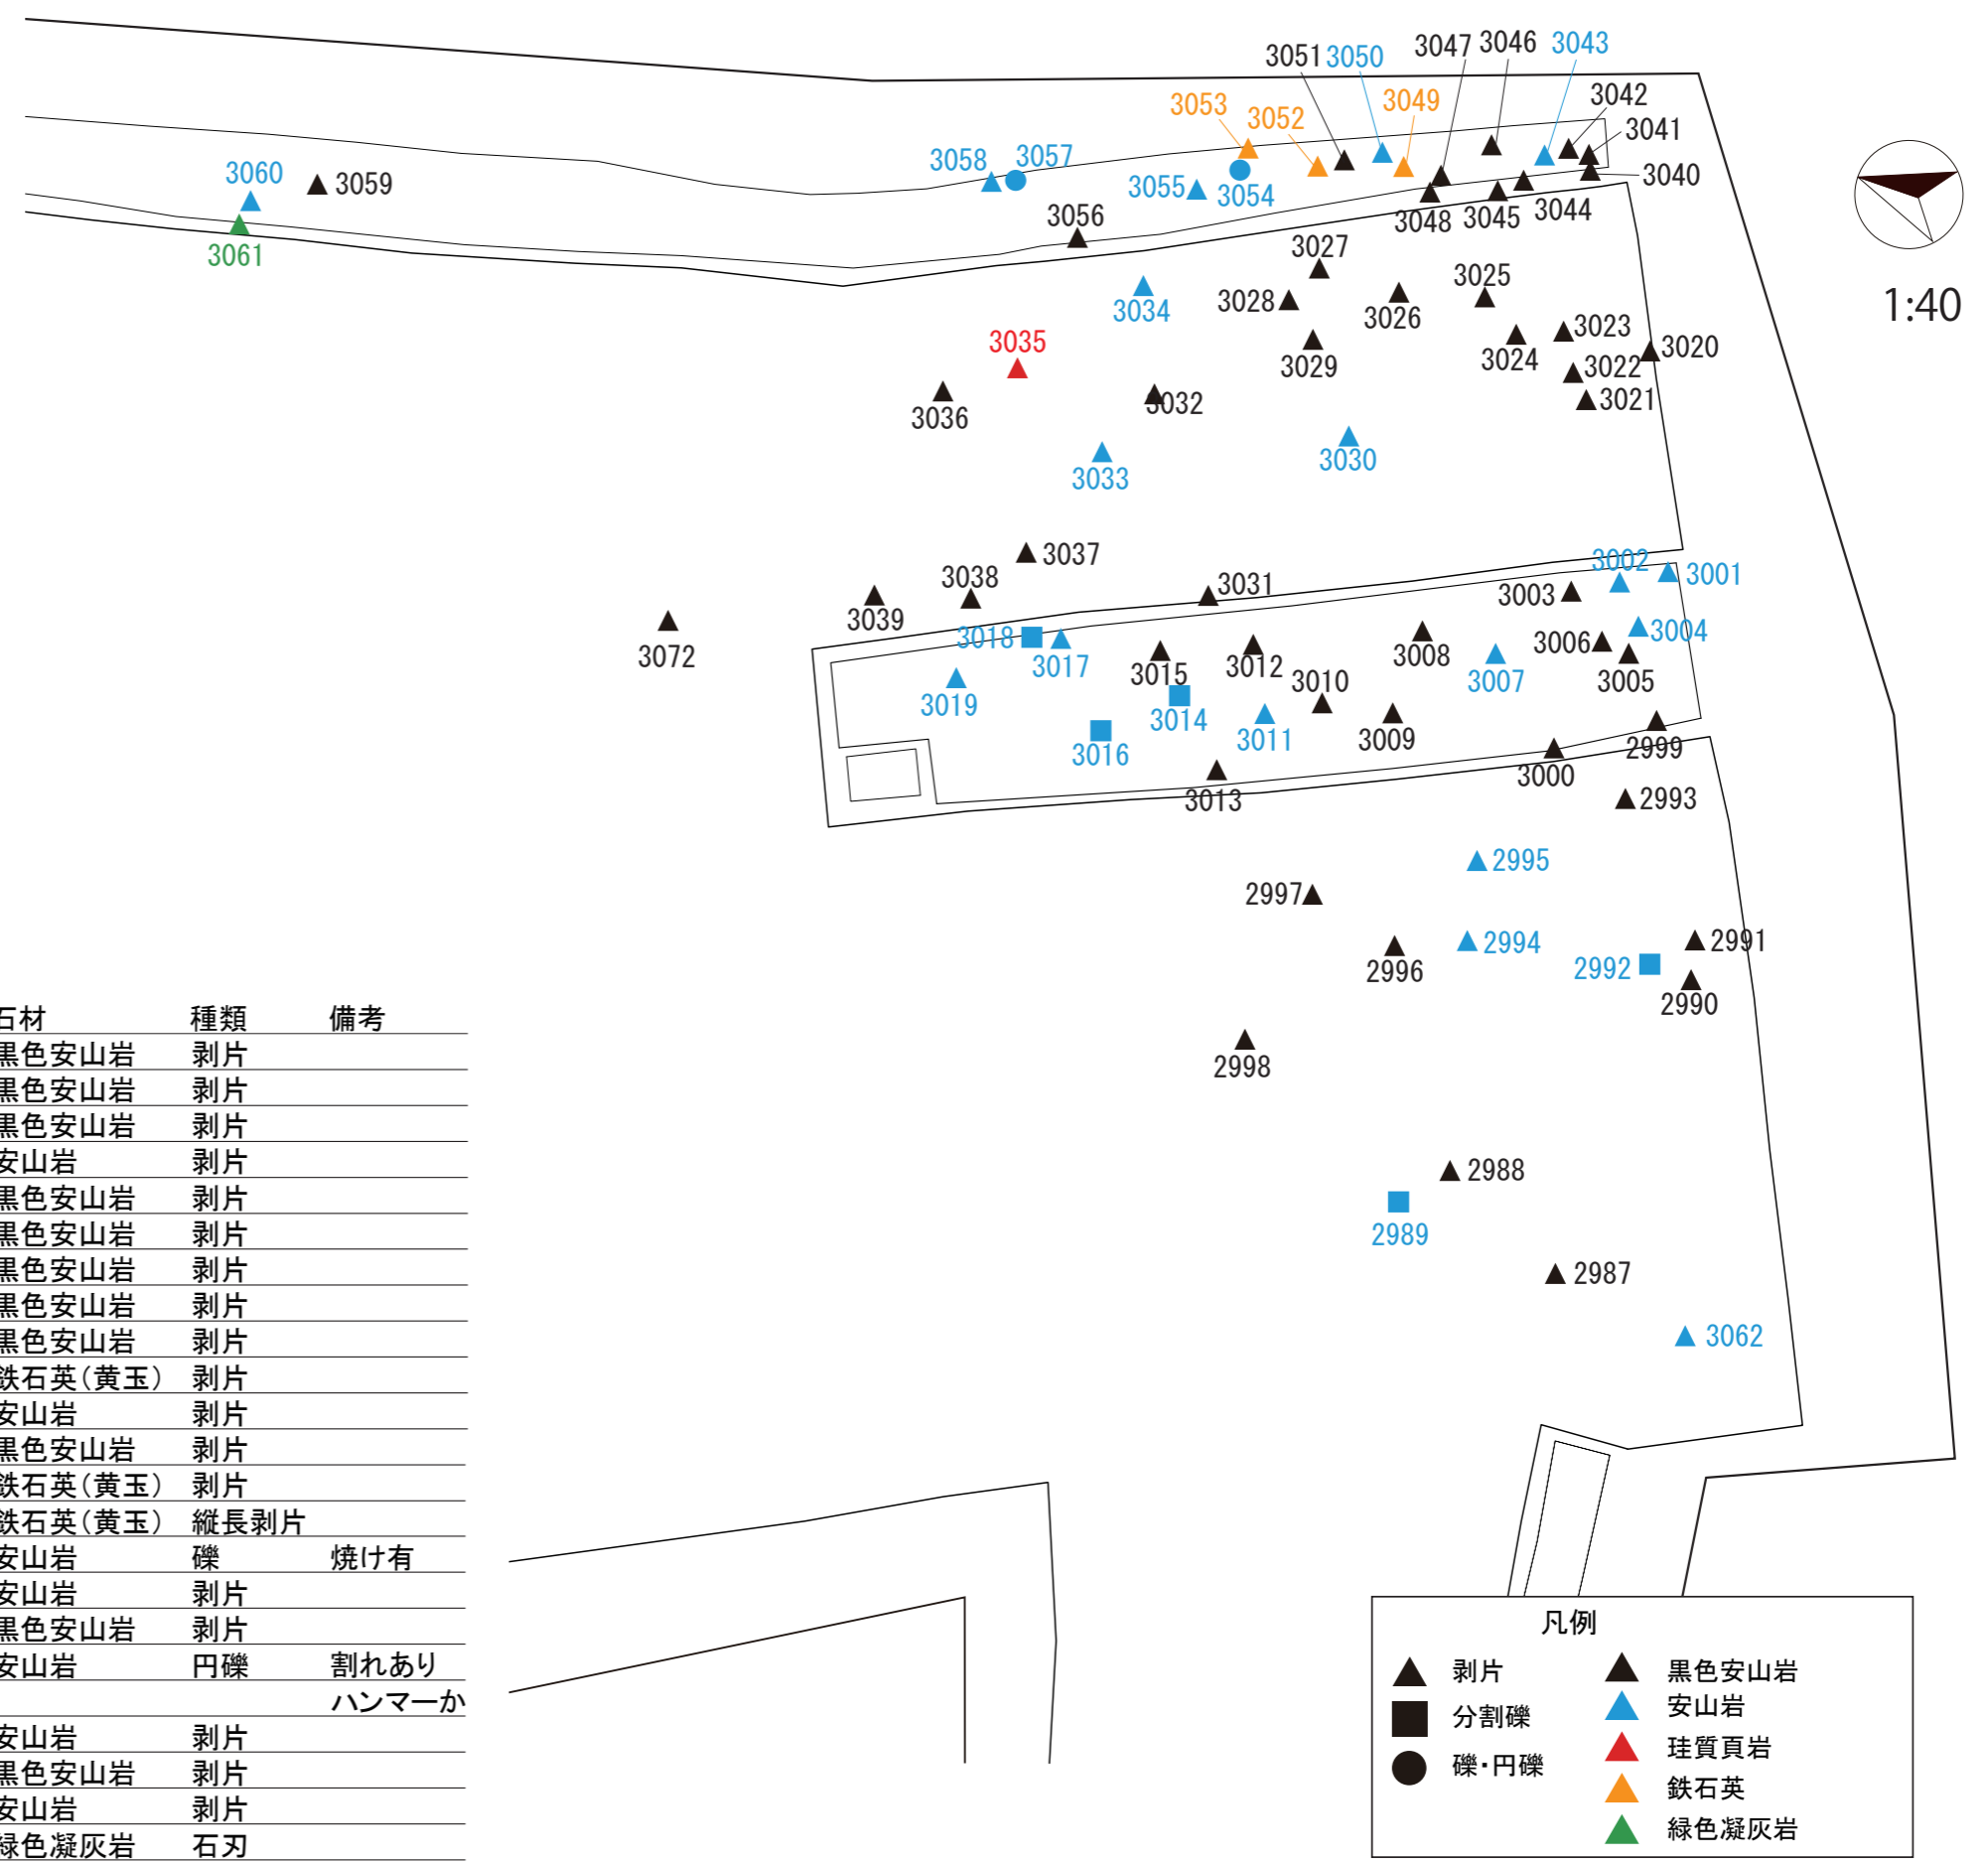 3047 3046 3043
3051 3050
3042
3053 3052 3049
3041
3058 3057
3040
3060 3059
3055 3054
3048 3045 3044
3056
3061
3027
3025
1:40
3034 3028 3026
3023
3035 3020
3029 3024 3022
3036 3032 3021
3033 3030
3037
3002 3001
3038 3031 3003
3039
3018 3006 3004
3072 3017 3015 3012 3008 3007 3005
3010
3019 3014 3011 3009
3016 2999
3000
3013 2993
2995
2997
2994 2991
2996 2992
2990
2998
2988
2989
2987
3062
石材 種類 備考
黒色安山岩 剥片
黒色安山岩 剥片
黒色安山岩 剥片
安山岩 剥片
黒色安山岩 剥片
黒色安山岩 剥片
黒色安山岩 剥片
黒色安山岩 剥片
黒色安山岩 剥片
鉄石英(黄玉) 剥片
安山岩 剥片
黒色安山岩 剥片
鉄石英(黄玉) 剥片
鉄石英(黄玉) 縦長剥片
安山岩 礫 焼け有
安山岩 剥片
黒色安山岩 剥片
安山岩 円礫 割れあり
ハンマーか
安山岩 剥片
黒色安山岩 剥片
安山岩 剥片
緑色凝灰岩 石刃
凡例
剥片
分割礫
礫・円礫
黒色安山岩
安山岩
珪質頁岩
鉄石英
緑色凝灰岩